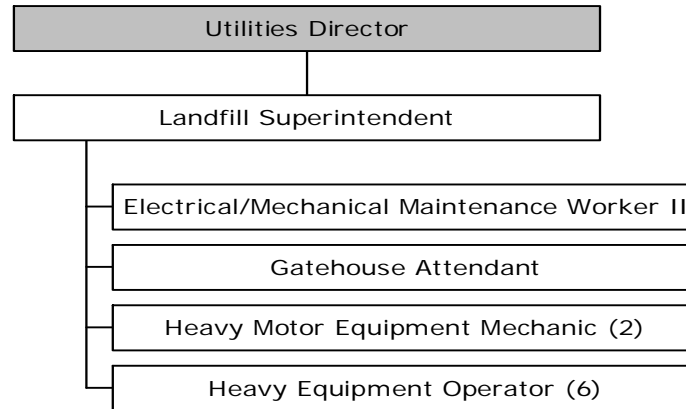 Utilities Director
Landfill Superintendent
Electrical/Mechanical Maintenance Worker II
Gatehouse Attendant
Heavy Motor Equipment Mechanic (2)
Heavy Equipment Operator (6)